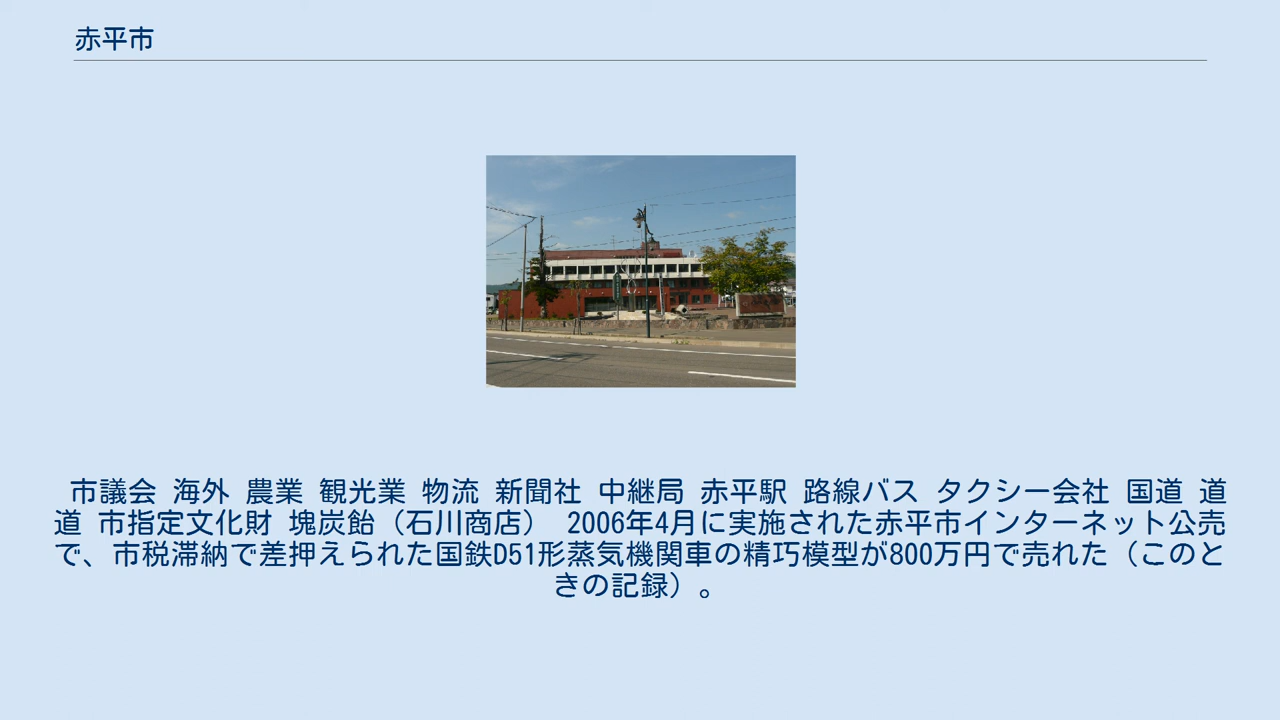 赤平市
市議会 海外 農業 観光業 物流 新聞社 中継局 赤平駅 路線バス タクシー会社 国道 道
道 市指定文化財 塊炭飴（石川商店） 2006年4月に実施された赤平市インターネット公売
で、市税滞納で差押えられた国鉄D51形蒸気機関車の精巧模型が800万円で売れた（このと
きの記録）。